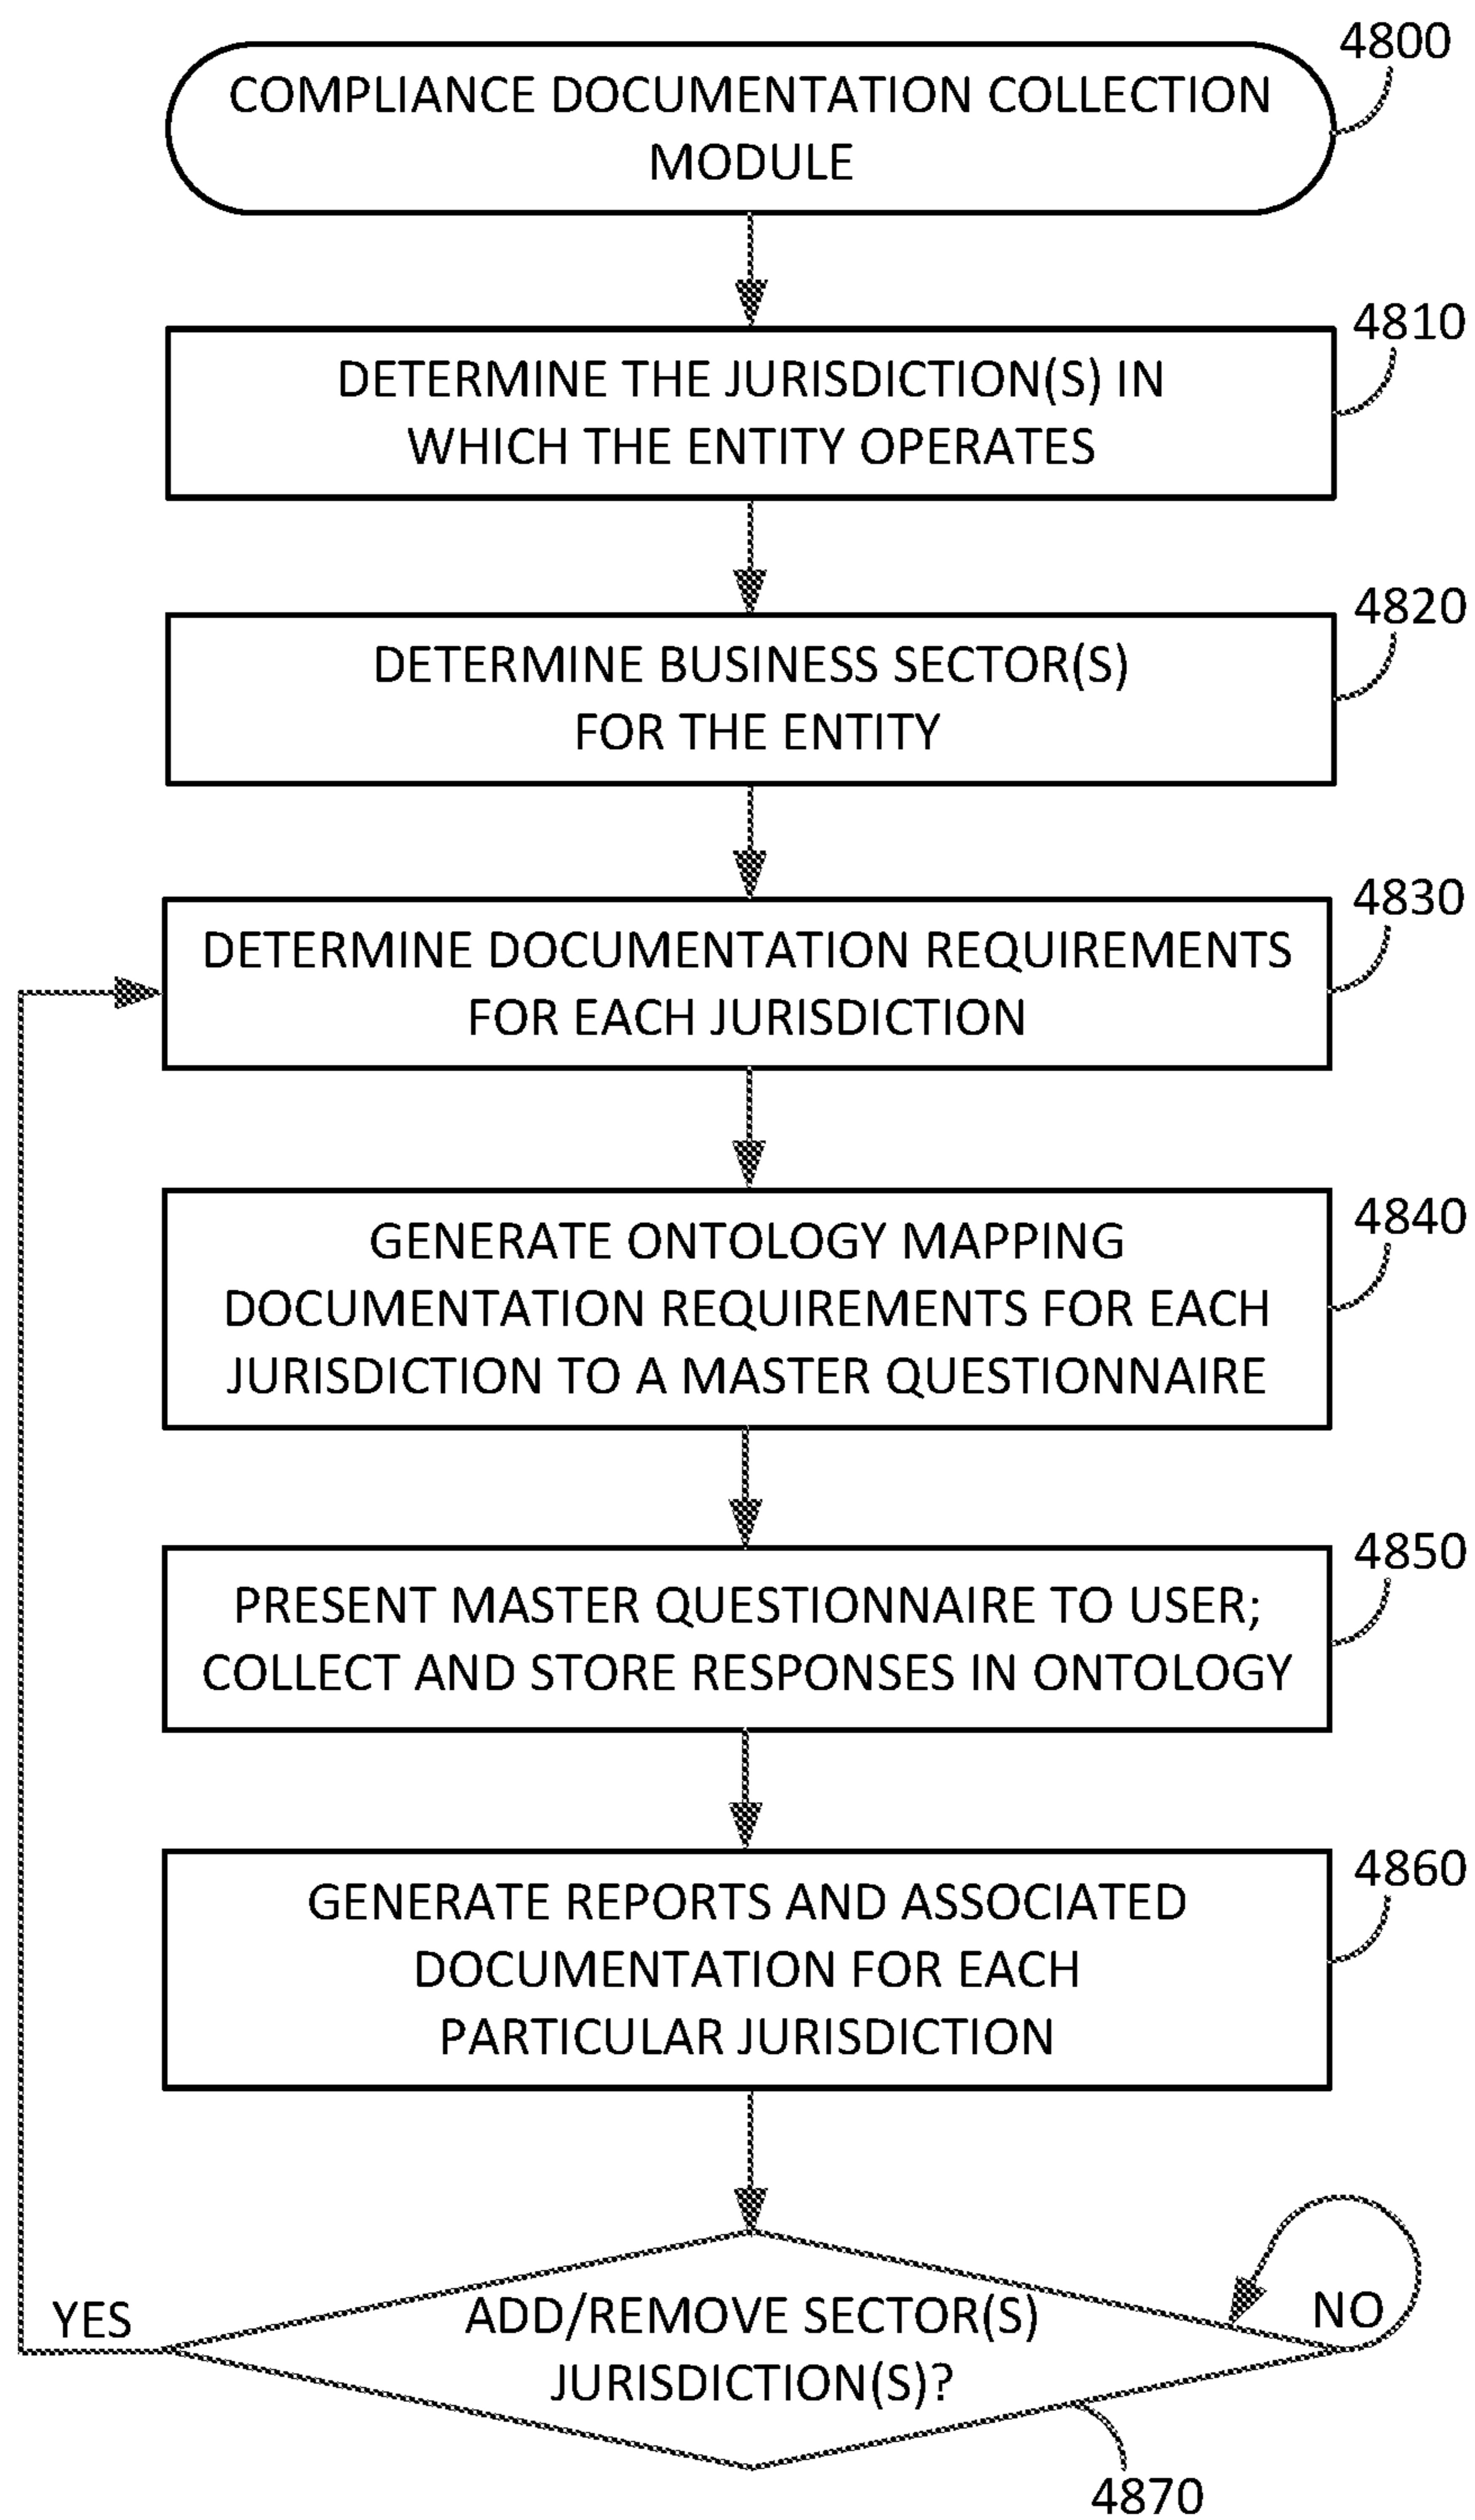 4800
COMPLIANCE DOCUMENTATION COLLECTION
MODULE
4810
DETERMINE THE JURISDICTION(S) IN
WHICH THE ENTITY OPERATES
4820
DETERMINE BUSINESS SECTOR(S)
FOR THE ENTITY
4830
DETERMINE DOCUMENTATION REQUIREMENTS
FOR EACH JURISDICTION
4840
GENERATE ONTOLOGY MAPPING
DOCUMENTATION REQUIREMENTS FOR EACH
JURISDICTION TO A MASTER QUESTIONNAIRE
4850
PRESENT MASTER QUESTIONNAIRE TO USER;
COLLECT AND STORE RESPONSES IN ONTOLOGY
4860
GENERATE REPORTS AND ASSOCIATED
DOCUMENTATION FOR EACH
PARTICULAR JURISDICTION
YES
ADD/REMOVE SECTOR(S)
JURISDICTION(S)?
NO
4870